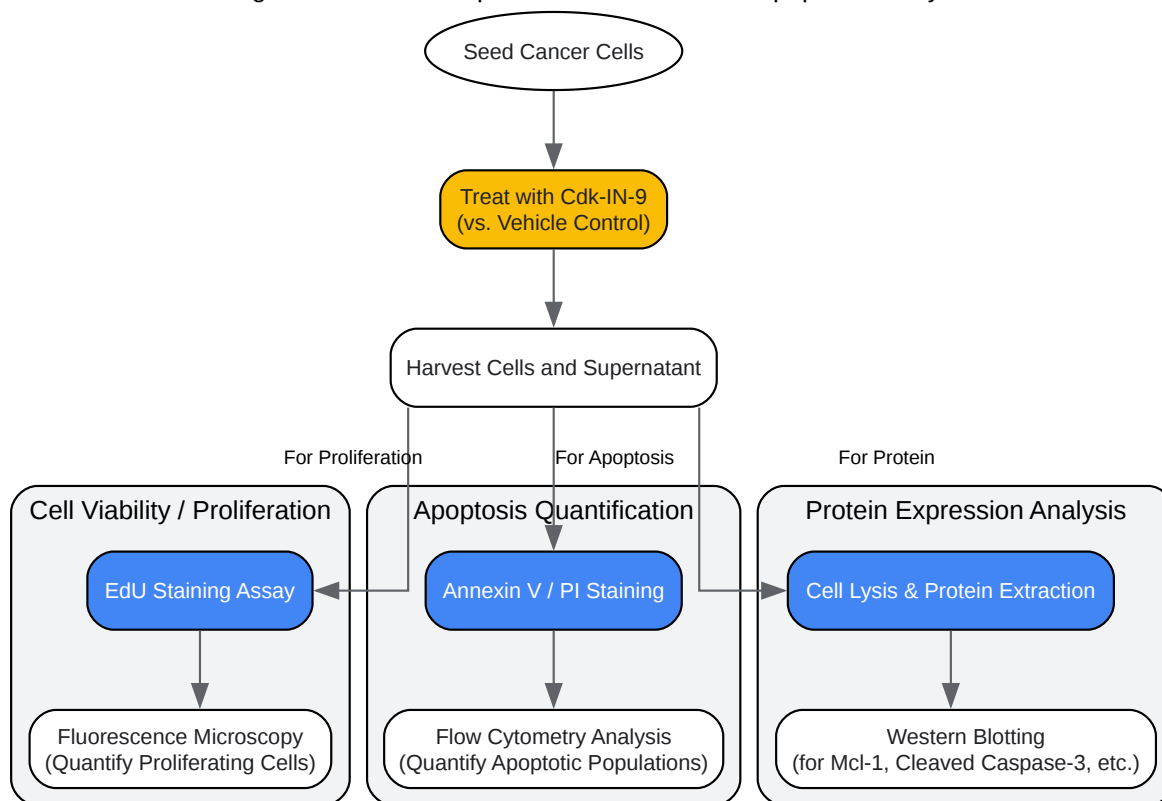 Seed Cancer Cells
Treat with Cdk-IN-9
(vs. Vehicle Control)
Harvest Cells and Supernatant
For Proliferation
For Apoptosis
For Protein
Cell Viability / Proliferation
Apoptosis Quantification
Protein Expression Analysis
EdU Staining Assay
Annexin V / PI Staining
Cell Lysis & Protein Extraction
Fluorescence Microscopy
(Quantify Proliferating Cells)
Flow Cytometry Analysis
(Quantify Apoptotic Populations)
Western Blotting
(for Mcl-1, Cleaved Caspase-3, etc.)